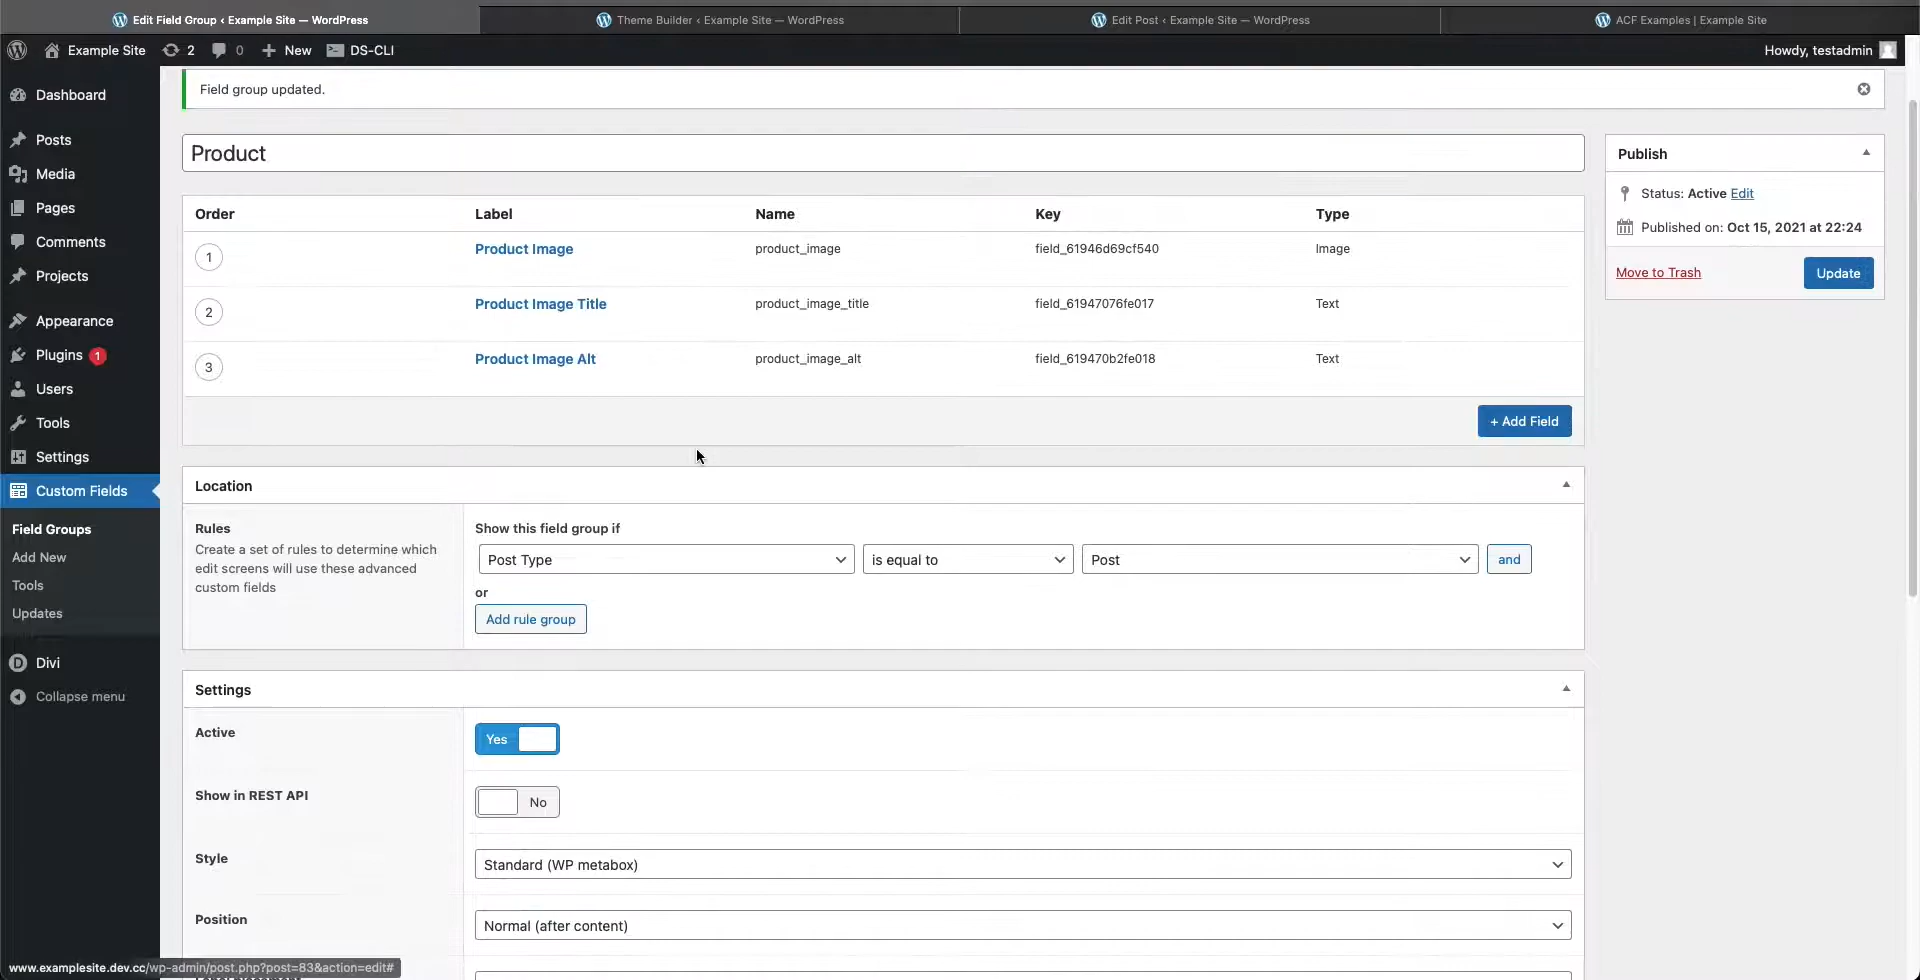 Edit Field Group ‹ Example Site — WordPress
Theme Builder ‹ Example Site — WordPress
Edit Post ‹ Example Site — WordPress
ACF Examples | Example Site
Example Site
2
0
New
DS-CLI
Howdy, testadmin
Dashboard
Posts
Media
Pages
Comments
Projects
Appearance
Plugins 1
Users
Tools
Settings
Custom Fields
Field Groups
Add New
Tools
Updates
Divi
Collapse menu
Field group updated.
Product
Order Label Name Key Type
1 Product Image product_image field_61946d69cf540 Image
2 Product Image Title product_image_title field_61947076fe017 Text
3 Product Image Alt product_image_alt field_619470b2fe018 Text
+ Add Field
Publish
Status: Active Edit
Published on: Oct 15, 2021 at 22:24
Move to Trash
Update
Location
Rules
Create a set of rules to determine which
edit screens will use these advanced
custom fields
Show this field group if
Post Type is equal to Post and
or
Add rule group
Settings
Active
Yes
Show in REST API
No
Style
Standard (WP metabox)
Position
Normal (after content)
www.examplesite.dev.cc/wp-admin/post.php?post=83&action=edit#